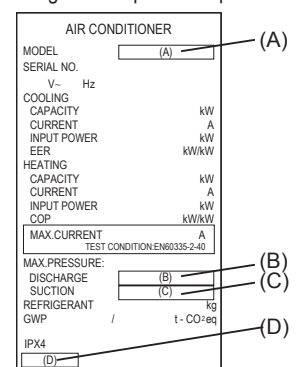 AIR CONDITIONER
MODEL (A) (A)
SERIAL NO.
V~ Hz
COOLING
CAPACITY kW
CURRENT A
INPUT POWER kW
EER kW/kW
HEATING
CAPACITY kW
CURRENT A
INPUT POWER kW
COP kW/kW
MAX.CURRENT A
TEST CONDITION:EN60335-2-40
MAX.PRESSURE:
DISCHARGE (B) (B)
SUCTION (C) (C)
REFRIGERANT kg
GWP / t - CO2eq
IPX4
(D) (D)